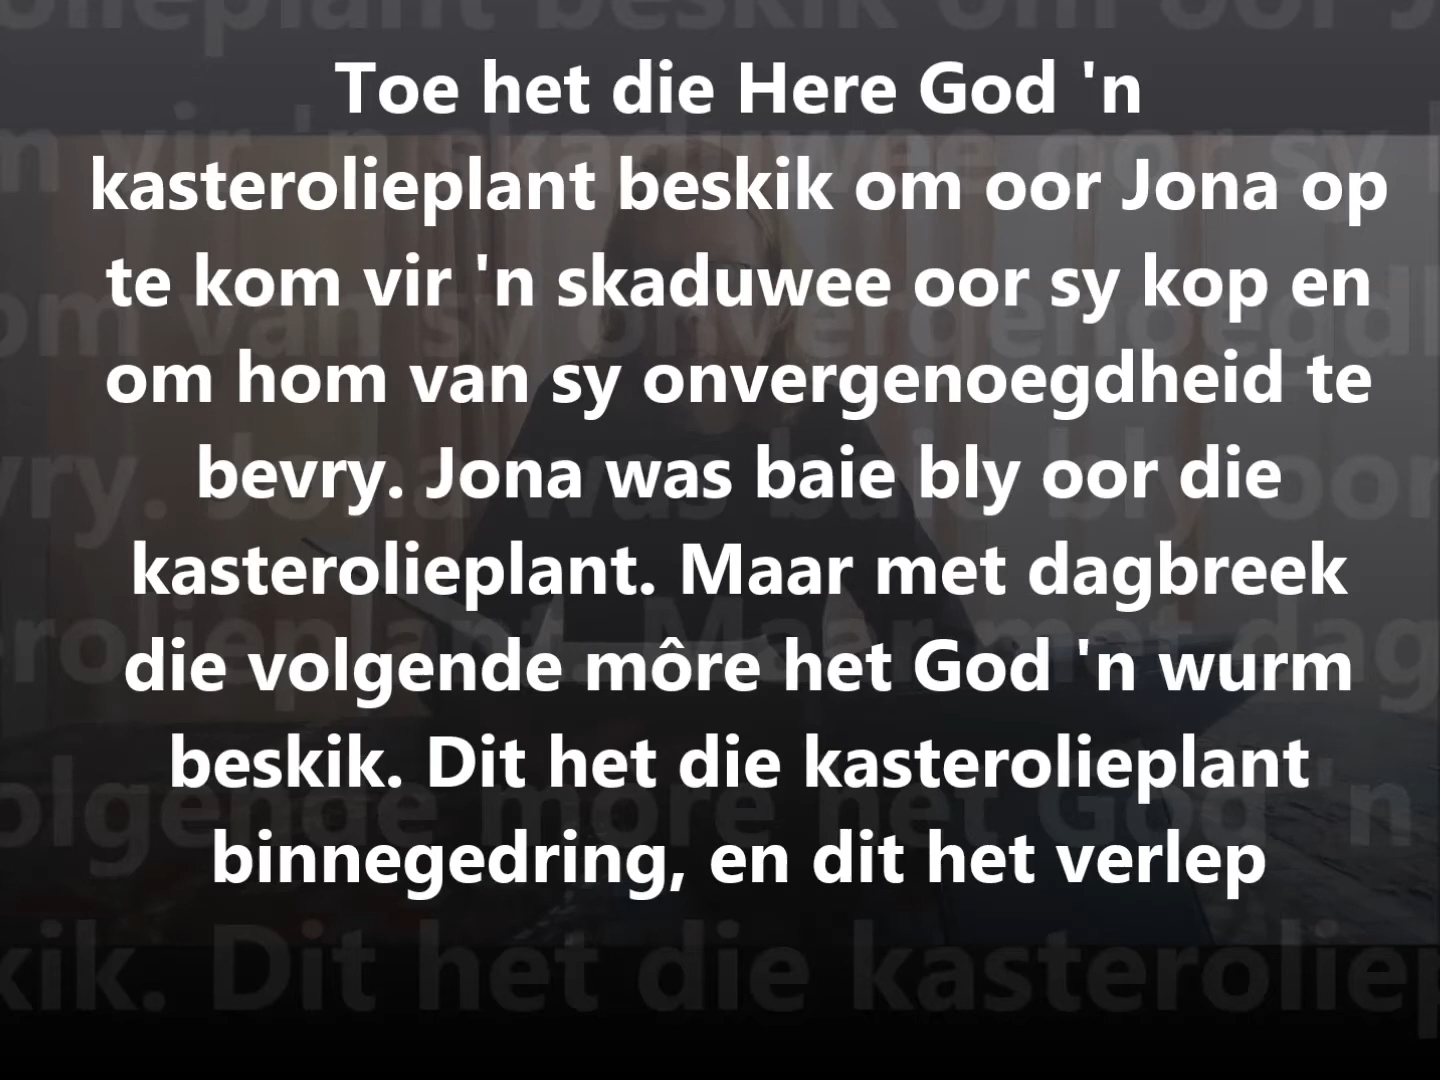 Toe het die Here God 'n
kasterolieplant beskik om oor Jona op
te kom vir 'n skaduwee oor sy kop en
om hom van sy onvergenoegdheid te
bevry. Jona was baie bly oor die
kasterolieplant. Maar met dagbreek
die volgende môre het God 'n wurm
beskik. Dit het die kasterolieplant
binnegedring, en dit het verlep